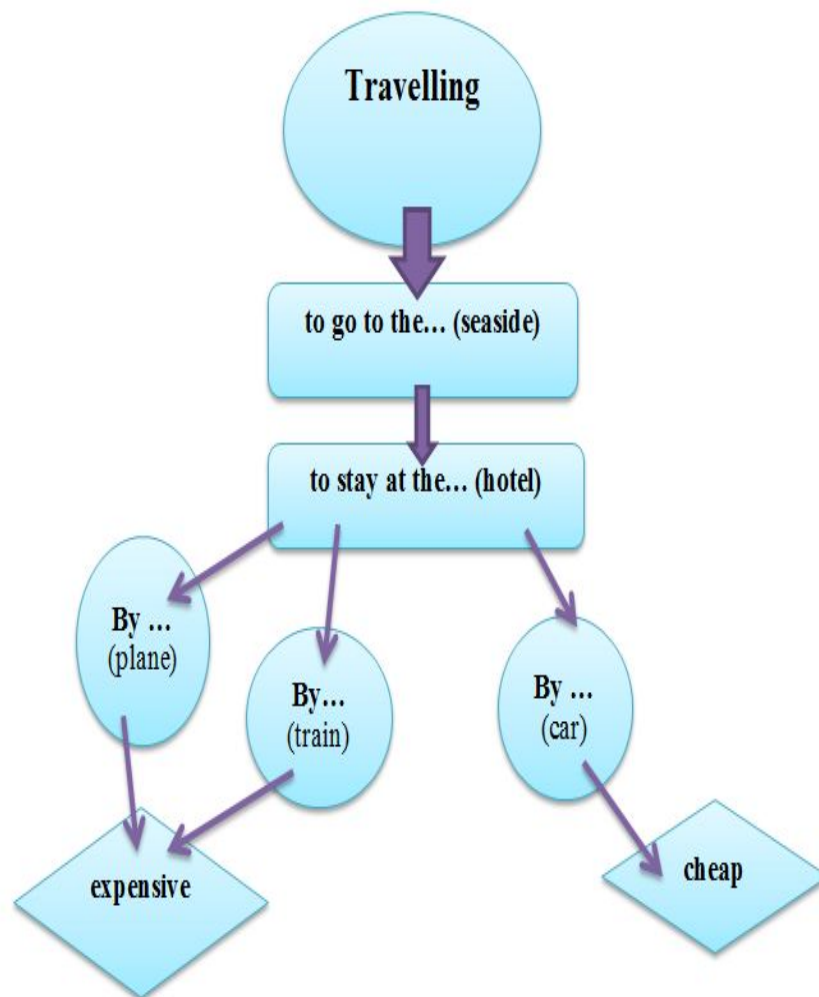 Travelling
to go to the... (seaside)
to stay at the... (hotel)
By ...
(plane)
By...
(train)
By ...
(car)
expensive
cheap